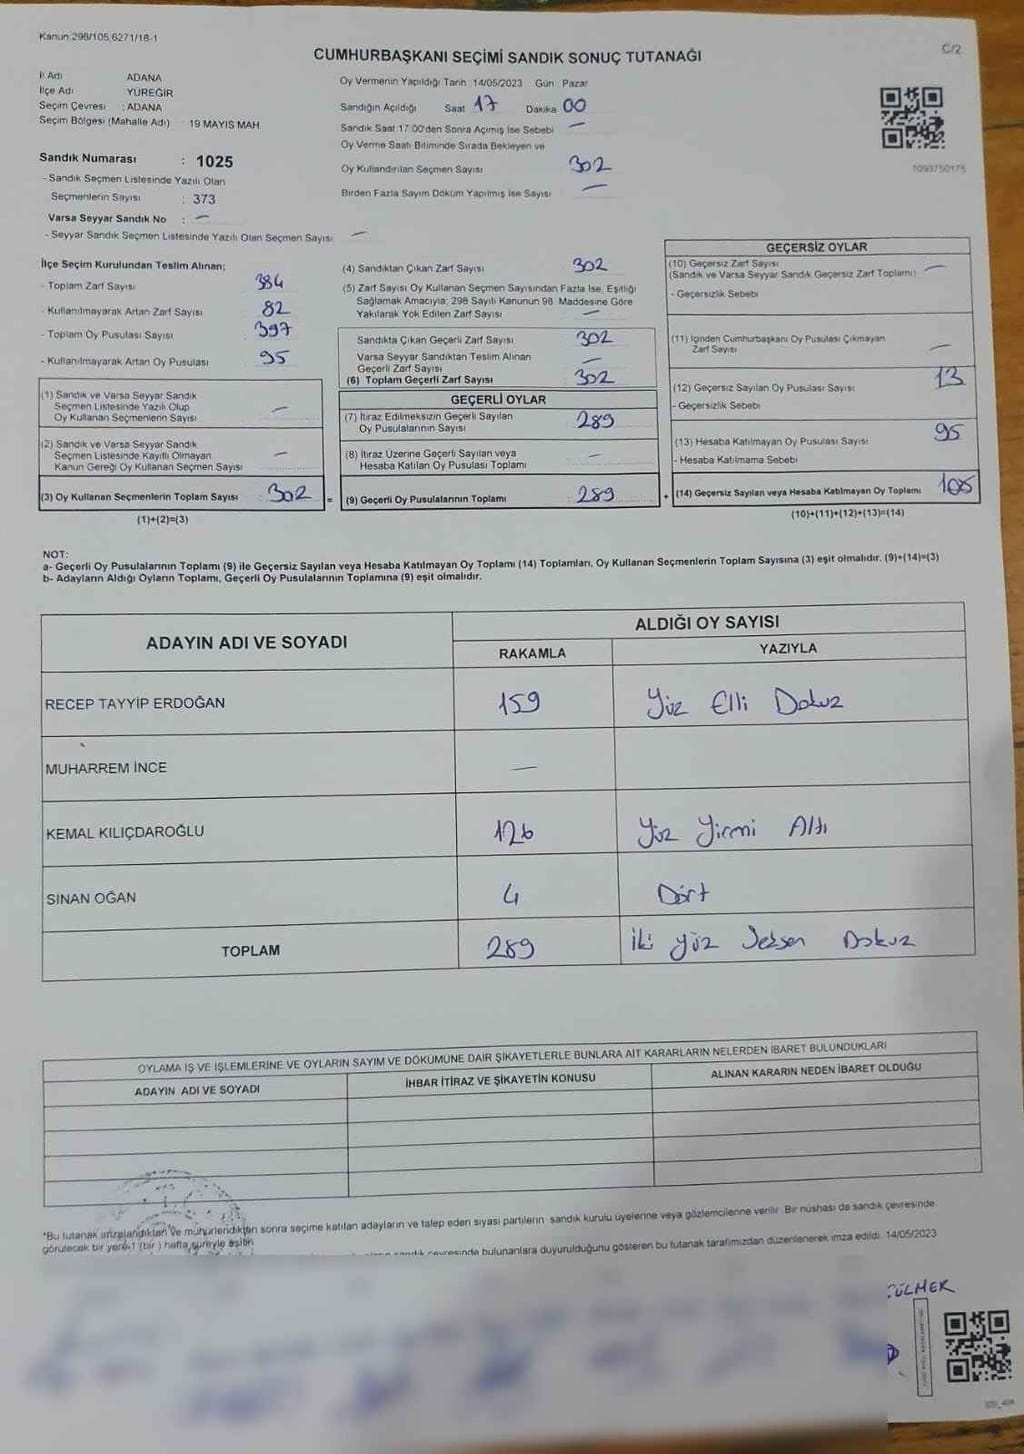 Kanun:298/105,6271/18-1
C/2
CUMHURBAŞKANI SEÇİMİ SANDIK SONUÇ TUTANAĞI
İl Adı ADANA
İlçe Adı YÜREĞİR
Seçim Çevresi : ADANA
Seçim Bölgesi (Mahalle Adı) : 19 MAYIS MAH.
Sandık Numarası : 1025
- Sandık Seçmen Listesinde Yazılı Olan
Seçmenlerin Sayısı : 373
Varsa Seyyar Sandık No : —
- Seyyar Sandık Seçmen Listesinde Yazılı Olan Seçmen Sayısı : —
Oy Vermenin Yapıldığı Tarih 14/05/2023 Gün Pazar
Sandığın Açıldığı Saat 17 Dakika 00
Sandık Saat 17:00'den Sonra Açımış İse Sebebi —
Oy Verme Saati Bitiminde Sırada Bekleyen ve
Oy Kullandırılan Seçmen Sayısı 302
Birden Fazla Sayım Döküm Yapılmış İse Sayısı —
1093750175
İlçe Seçim Kurulundan Teslim Alınan;
- Toplam Zarf Sayısı 384
- Kullanılmayarak Artan Zarf Sayısı 82
- Toplam Oy Pusulası Sayısı 397
- Kullanılmayarak Artan Oy Pusulası 95
(1) Sandık ve Varsa Seyyar Sandık
Seçmen Listesinde Yazılı Olup
Oy Kullanan Seçmenlerin Sayısı —
(2) Sandık ve Varsa Seyyar Sandık
Seçmen Listesinde Kayıtlı Olmayan
Kanun Gereği Oy Kullanan Seçmen Sayısı —
(3) Oy Kullanan Seçmenlerin Toplam Sayısı : 302 =
(1)+(2)=(3)
(4) Sandıktan Çıkan Zarf Sayısı 302
(5) Zarf Sayısı Oy Kullanan Seçmen Sayısından Fazla İse, Eşitliği
Sağlamak Amacıyla; 298 Sayılı Kanunun 98. Maddesine Göre
Yakılarak Yok Edilen Zarf Sayısı —
Sandıkta Çıkan Geçerli Zarf Sayısı 302
Varsa Seyyar Sandıktan Teslim Alınan
Geçerli Zarf Sayısı —
(6) Toplam Geçerli Zarf Sayısı 302
GEÇERLİ OYLAR
(7) İtiraz Edilmeksizin Geçerli Sayılan
Oy Pusulalarının Sayısı 289
(8) İtiraz Üzerine Geçerli Sayılan veya
Hesaba Katılan Oy Pusulası Toplamı —
(9) Geçerli Oy Pusulalarının Toplamı : 289 +
GEÇERSİZ OYLAR
(10) Geçersiz Zarf Sayısı
(Sandık ve Varsa Seyyar Sandık Geçersiz Zarf Toplamı) —
- Geçersizlik Sebebi
(11) İçinden Cumhurbaşkanı Oy Pusulası Çıkmayan
Zarf Sayısı —
(12) Geçersiz Sayılan Oy Pusulası Sayısı 13
- Geçersizlik Sebebi
(13) Hesaba Katılmayan Oy Pusulası Sayısı 95
- Hesaba Katılmama Sebebi
(14) Geçersiz Sayılan veya Hesaba Katılmayan Oy Toplamı
(10)+(11)+(12)+(13)=(14)
NOT:
a- Geçerli Oy Pusulalarının Toplamı (9) ile Geçersiz Sayılan veya Hesaba Katılmayan Oy Toplamı (14) Toplamları, Oy Kullanan Seçmenlerin Toplam Sayısına (3) eşit olmalıdır. (9)+(14)=(3)
b- Adayların Aldığı Oyların Toplamı, Geçerli Oy Pusulalarının Toplamına (9) eşit olmalıdır.
ADAYIN ADI VE SOYADI
ALDIĞI OY SAYISI
RAKAMLA YAZIYLA
RECEP TAYYİP ERDOĞAN 159 Yüz Elli Dokuz
MUHARREM İNCE —
KEMAL KILIÇDAROĞLU 126 Yüz Yirmi Altı
SİNAN OĞAN 4 Dört
TOPLAM 289 İki yüz Seksen Dokuz
OYLAMA İŞ VE İŞLEMLERİNE VE OYLARIN SAYIM VE DÖKÜMÜNE DAİR ŞİKAYETLERLE BUNLARA AİT KARARLARIN NELERDEN İBARET BULUNDUKLARI
ADAYIN ADI VE SOYADI İHBAR İTİRAZ VE ŞİKAYETİN KONUSU ALINAN KARARIN NEDEN İBARET OLDUĞU
*Bu tutanak imzalandıktan ve mühürlendikten sonra seçime katılan adayların ve talep eden siyasi partilerin sandık kurulu üyelerine veya gözlemcilerine verilir. Bir nüshası da sandık çevresinde
görülecek bir yere 1 (bir) hafta süreyle asılır.
sandık çevresinde bulunanlara duyurulduğunu gösteren bu tutanak tarafımızdan düzenlenerek imza edildi. 14/05/2023
GÜLMER